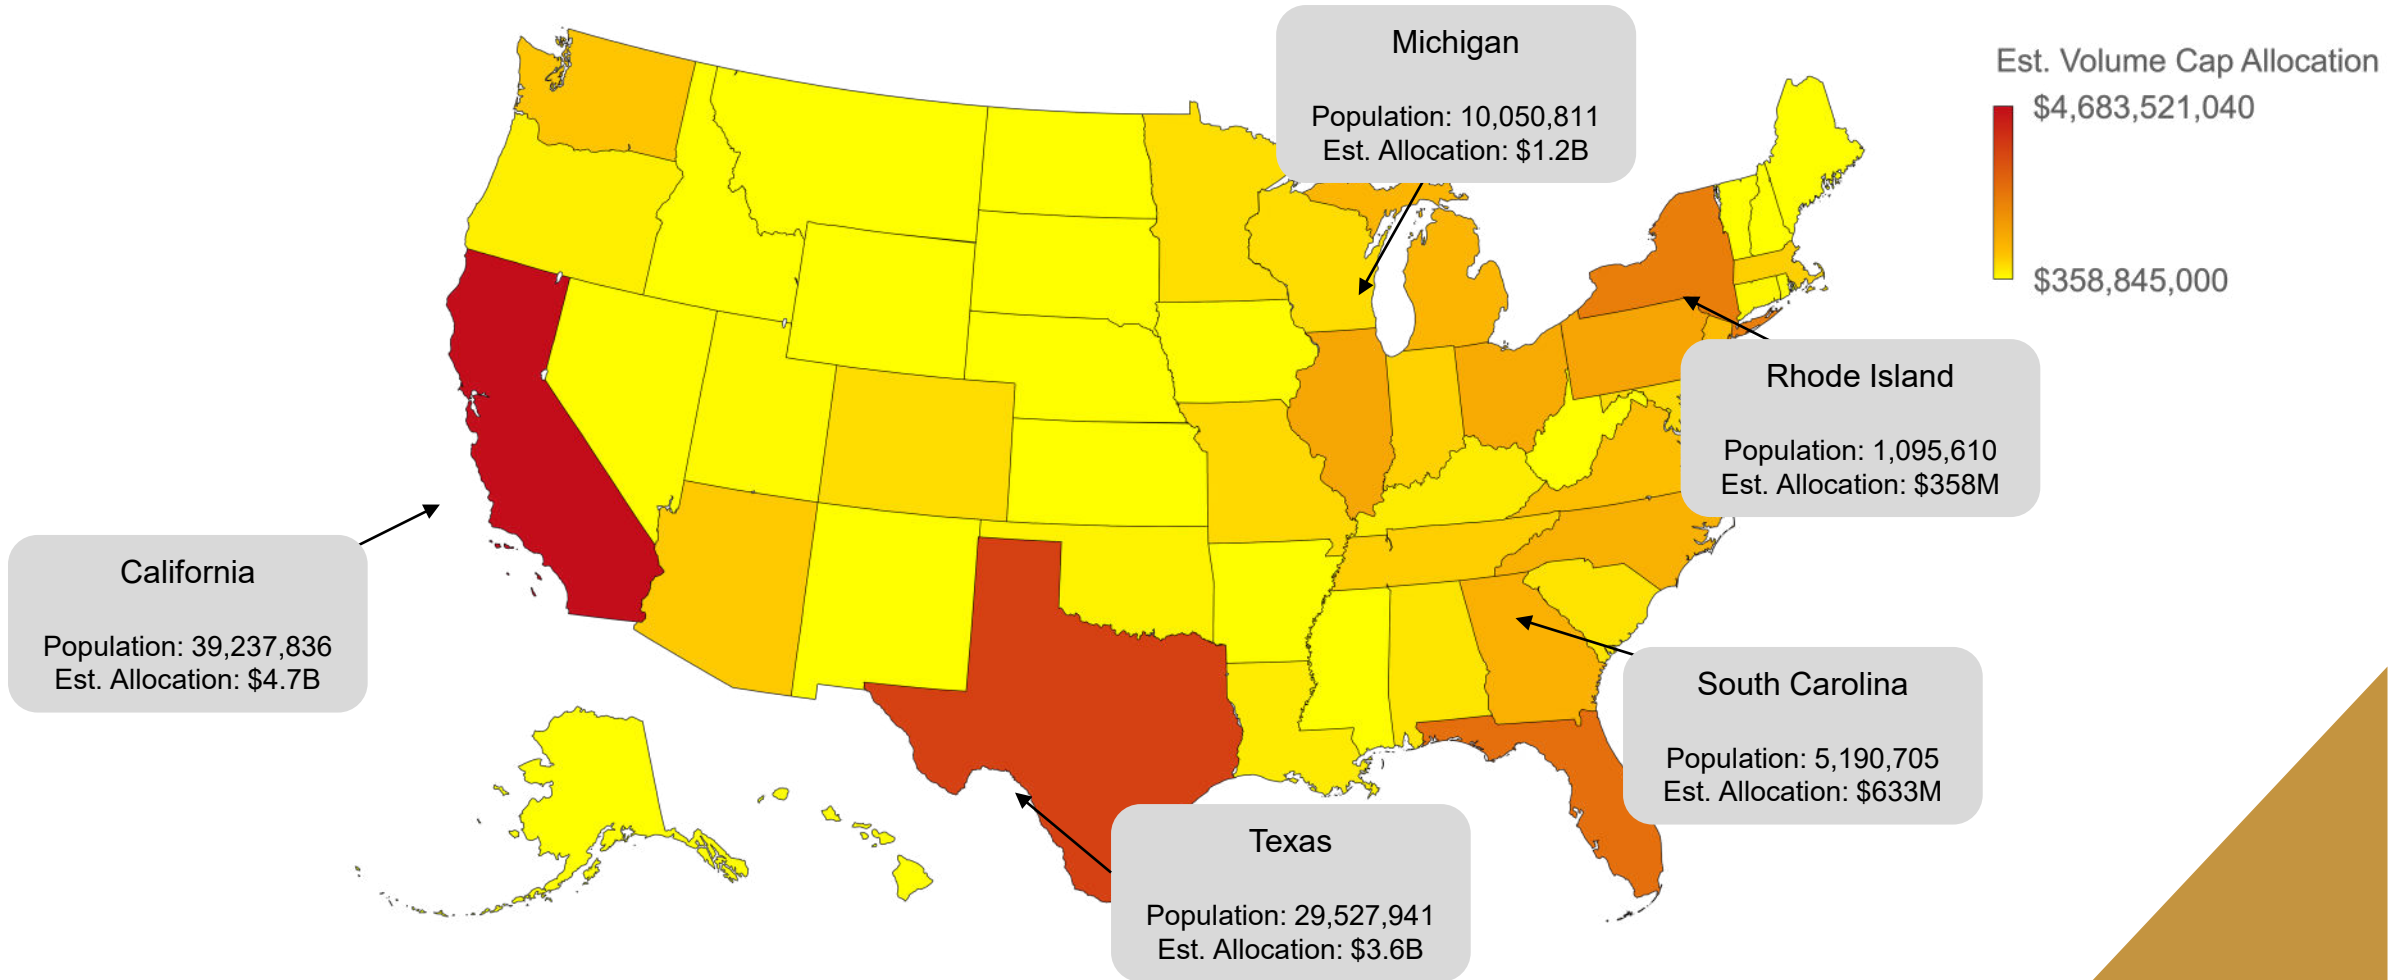 Michigan
Population: 10,050,811
Est. Allocation: $1.2B
Est. Volume Cap Allocation
$4,683,521,040
$358,845,000
Rhode Island
Population: 1,095,610
Est. Allocation: $358M
California
Population: 39,237,836
Est. Allocation: $4.7B
South Carolina
Population: 5,190,705
Est. Allocation: $633M
Texas
Population: 29,527,941
Est. Allocation: $3.6B